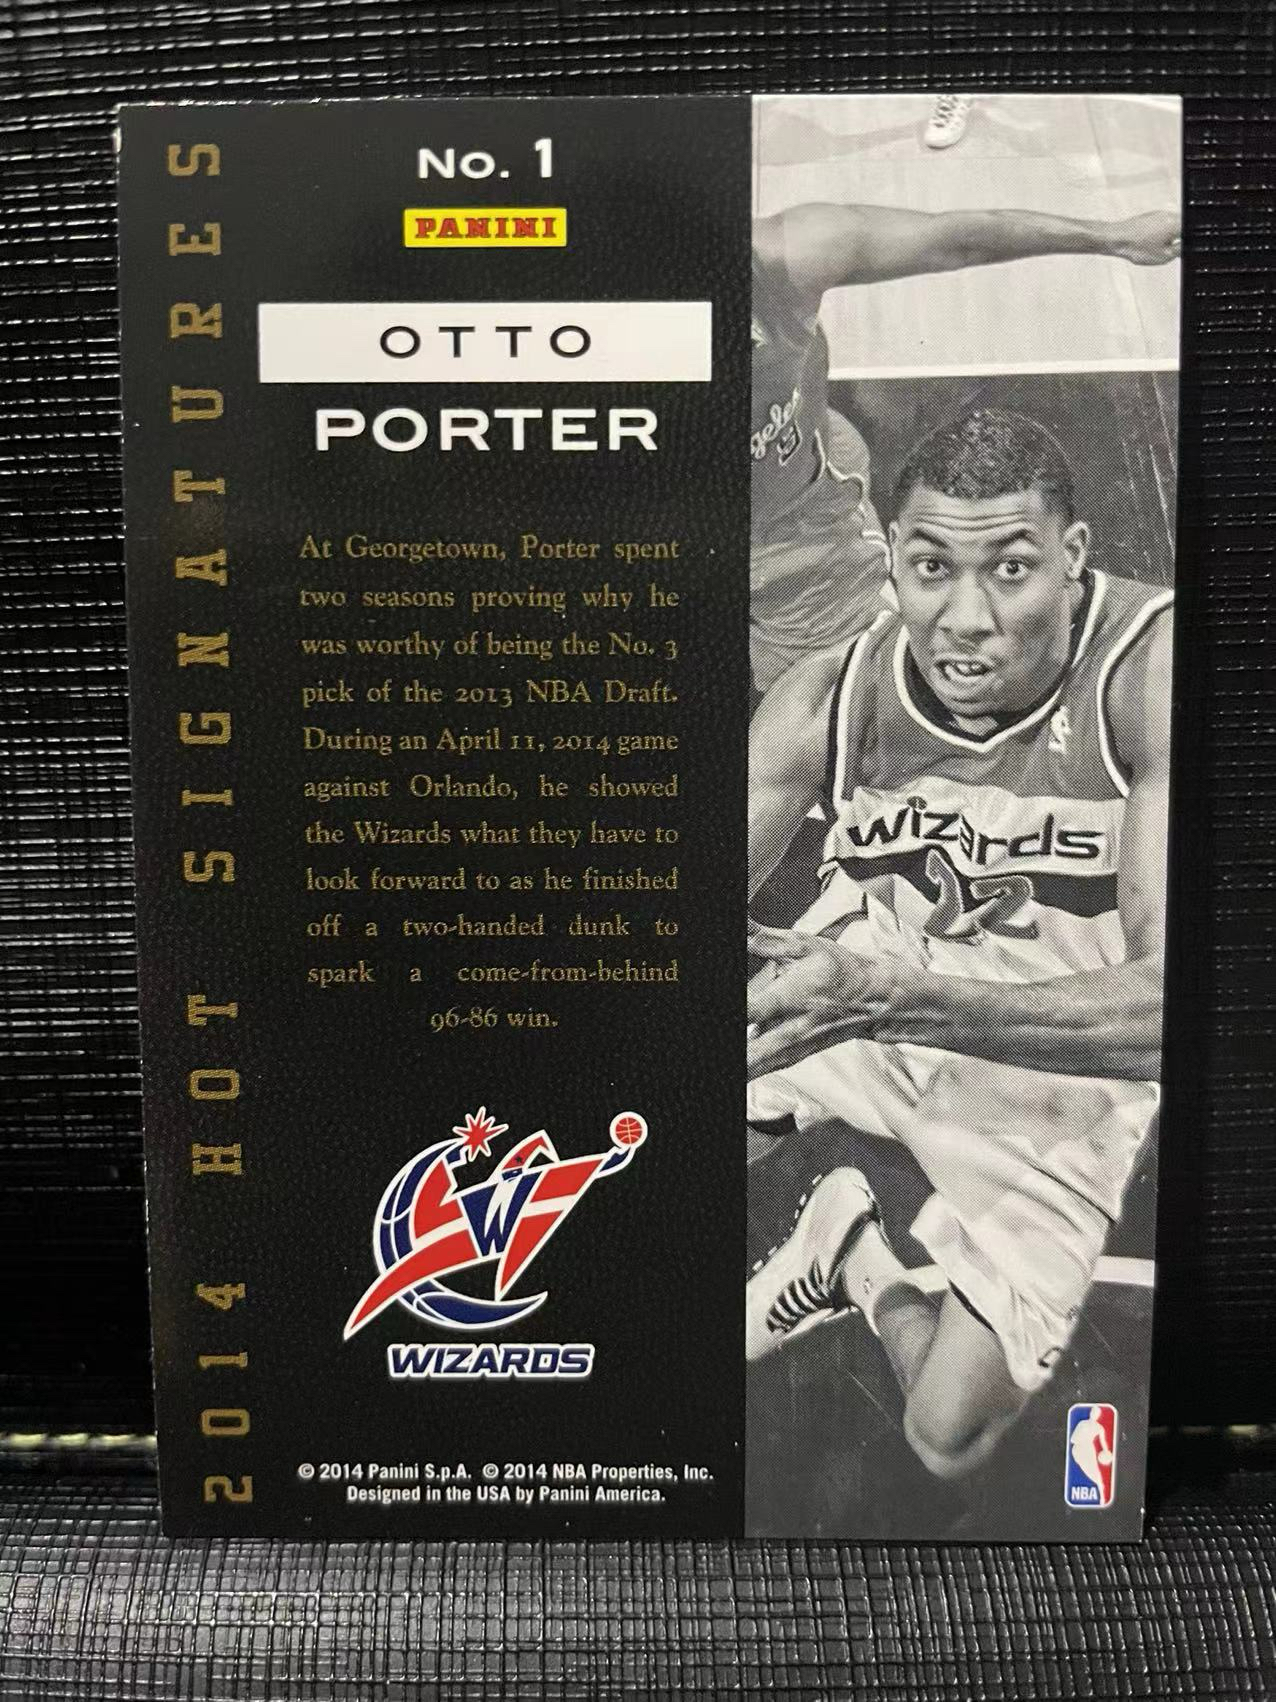 2014 HOT SIGNATURES
No. 1
PANINI
OTTO
PORTER
At Georgetown, Porter spent
two seasons proving why he
was worthy of being the No. 3
pick of the 2013 NBA Draft.
During an April 11, 2014 game
against Orlando, he showed
the Wizards what they have to
look forward to as he finished
off a two-handed dunk to
spark a come-from-behind
96-86 win.
W
WIZARDS
© 2014 Panini S.p.A. © 2014 NBA Properties, Inc.
Designed in the USA by Panini America.
geles
wizards
22
NBA